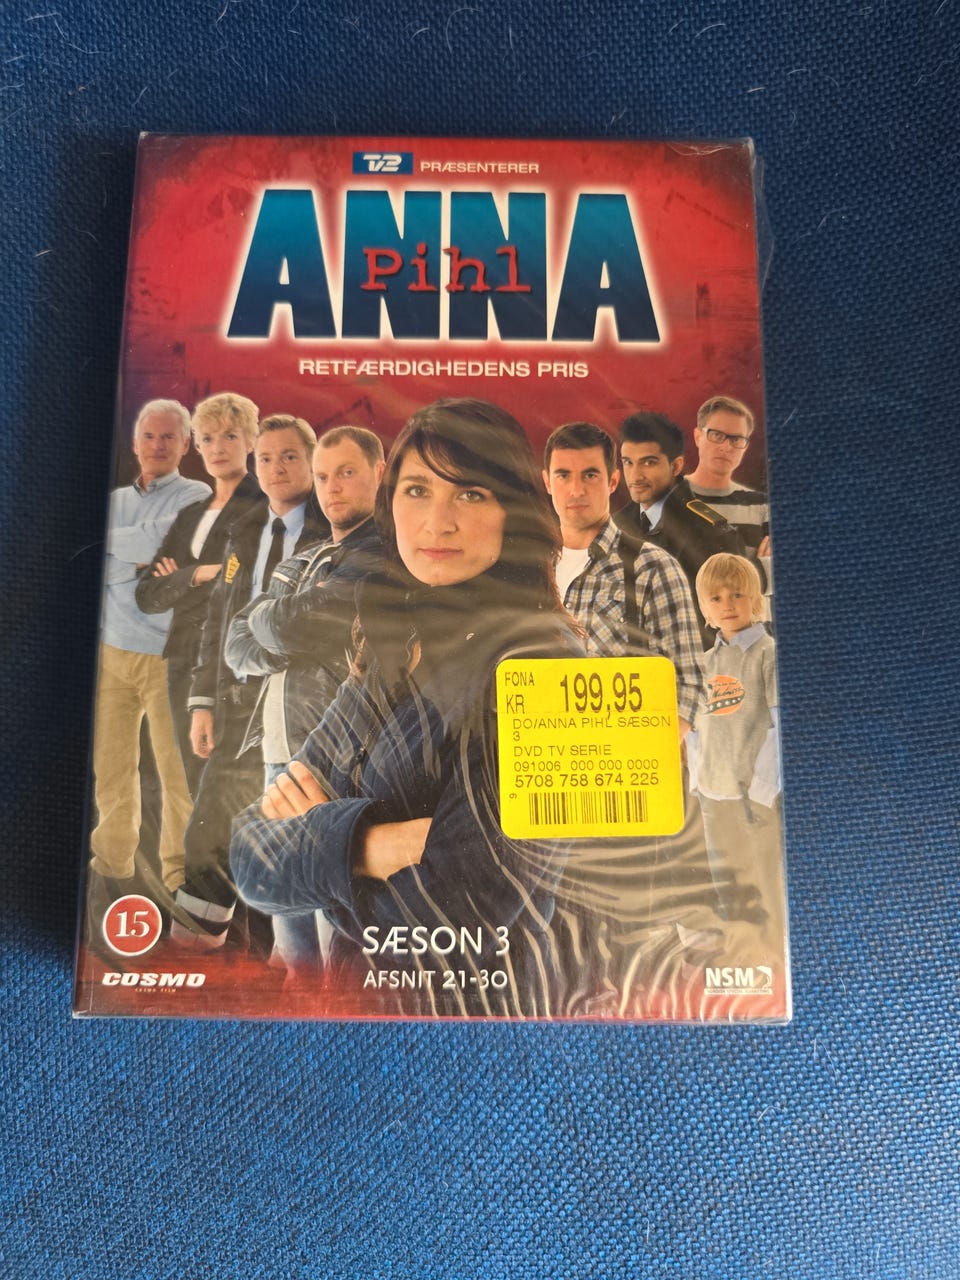 TV2 PRÆSENTERER
ANNA
Pihl
RETFÆRDIGHEDENS PRIS
FONA
KR 199,95
DO/ANNA PIHL SÆSON
3
DVD TV SERIE
091006 000 000 0000
5708 758 674 225
9
15
SÆSON 3
AFSNIT 21-30
COSMO
NSM